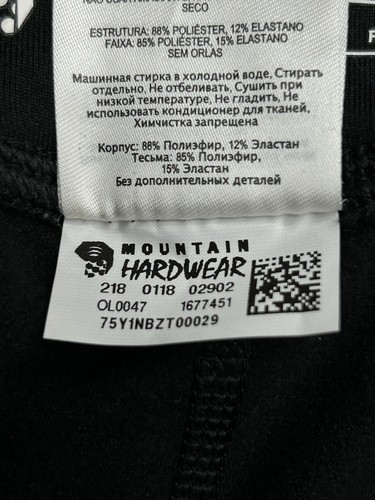 SECO
ESTRUTURA: 88% POLIÉSTER, 12% ELASTANO
FAIXA: 85% POLIÉSTER, 15% ELASTANO
SEM ORLAS
Машинная стирка в холодной воде, Стирать
отдельно, Не отбеливать, Сушить при
низкой температуре, Не гладить, Не
использовать кондиционер для тканей,
Химчистка запрещена
Корпус: 88% Полиэфир, 12% Эластан
Тесьма: 85% Полиэфир,
15% Эластан
Без дополнительных деталей
MOUNTAIN
HARDWEAR
218 0118 02902
OL0047 1677451
75Y1NBZT00029